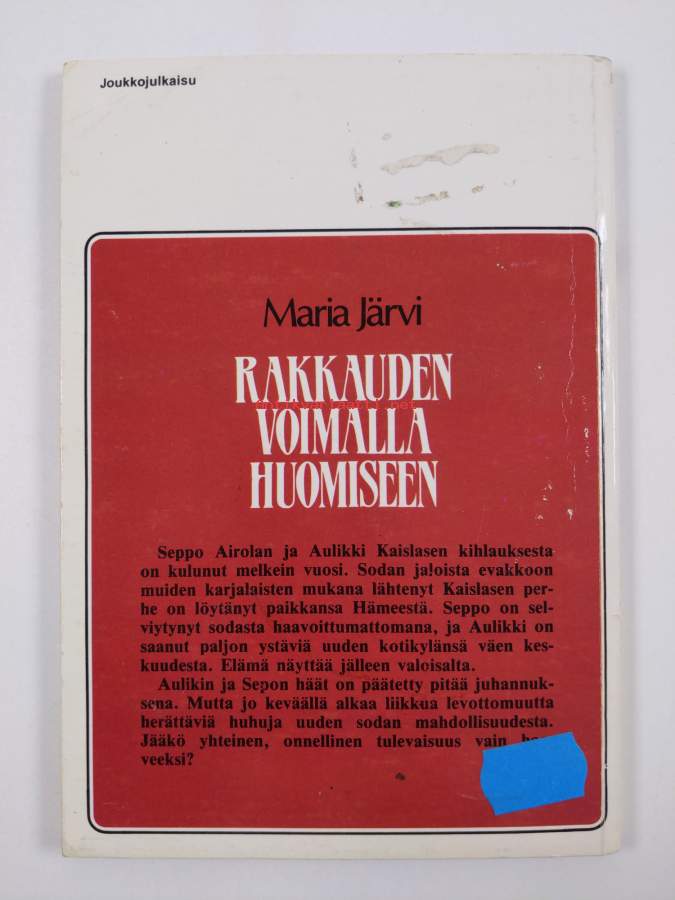 Joukkojulkaisu
Maria Järvi
RAKKAUDEN
antikvariaatti.net
VOIMALLA
HUOMISEEN
Seppo Airolan ja Aulikki Kaislasen kihlauksesta
on kulunut melkein vuosi. Sodan jaloista evakkoon
muiden karjalaisten mukana lähtenyt Kaislasen per-
he on löytänyt paikkansa Hämeestä. Seppo on sel-
viytynyt sodasta haavoittumattomana, ja Aulikki on
saanut paljon ystäviä uuden kotikylänsä väen kes-
kuudesta. Elämä näyttää jälleen valoisalta.
Aulikin ja Sepon häät on päätetty pitää juhannuk-
sena. Mutta jo keväällä alkaa liikkua levottomuutta
herättäviä huhuja uuden sodan mahdollisuudesta.
Jääkö yhteinen, onnellinen tulevaisuus vain
veeksi?